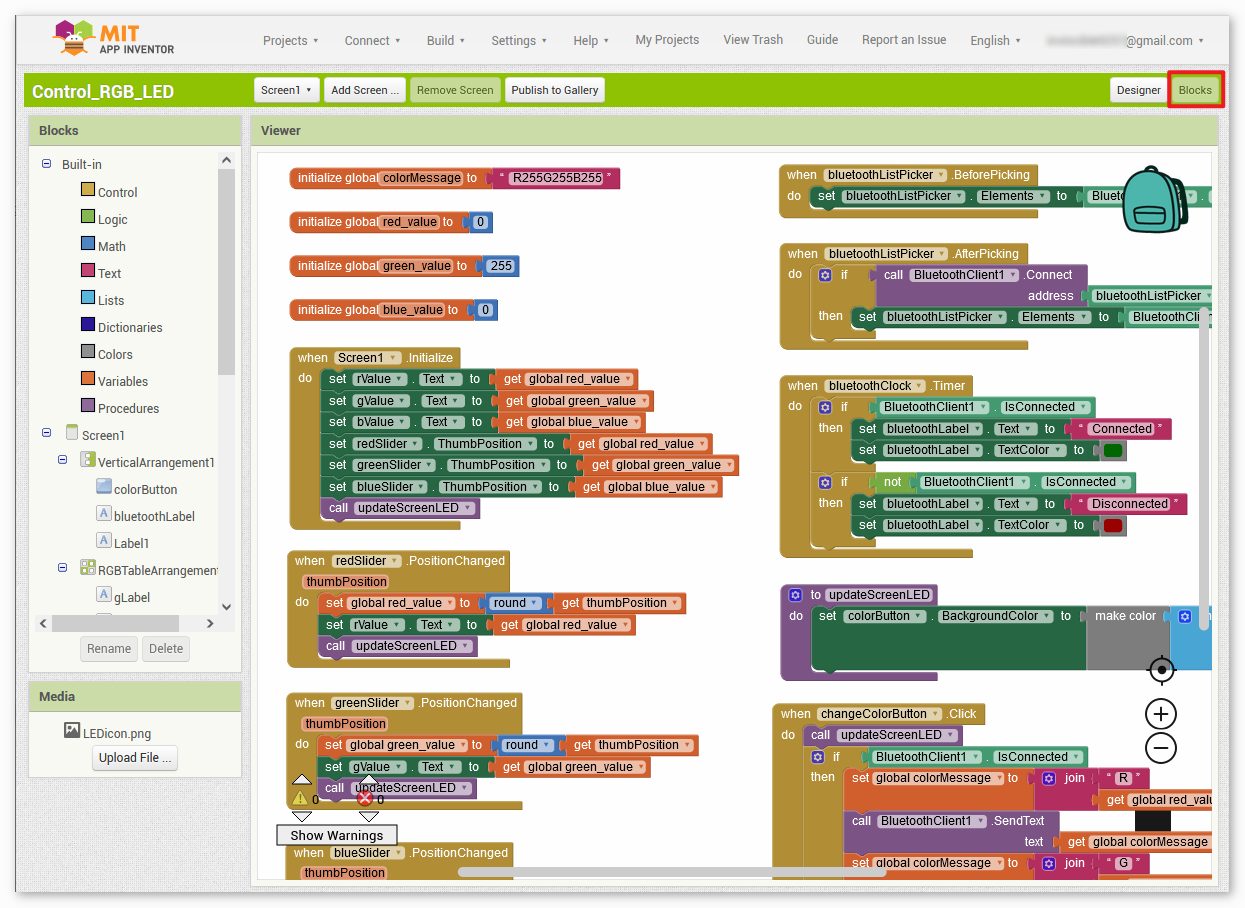 MIT
APP INVENTOR
Projects Connect Build Settings Help My Projects View Trash Guide Report an Issue English @gmail.com
Control_RGB_LED
Screen1 Add Screen ... Remove Screen Publish to Gallery Designer Blocks
Blocks
Built-in
Control
Logic
Math
Text
Lists
Dictionaries
Colors
Variables
Procedures
Screen1
VerticalArrangement1
colorButton
bluetoothLabel
Label1
RGBTableArrangement
gLabel
Rename Delete
Media
LEDicon.png
Upload File ...
Viewer
initialize global colorMessage to “ R255G255B255 ”
initialize global red_value to 0
initialize global green_value to 255
initialize global blue_value to 0
when Screen1 .Initialize
do set rValue . Text to get global red_value
set gValue . Text to get global green_value
set bValue . Text to get global blue_value
set redSlider . ThumbPosition to get global red_value
set greenSlider . ThumbPosition to get global green_value
set blueSlider . ThumbPosition to get global blue_value
call updateScreenLED
when redSlider .PositionChanged
thumbPosition
do set global red_value to round get thumbPosition
set rValue . Text to get global red_value
call updateScreenLED
when greenSlider .PositionChanged
thumbPosition
do set global green_value to round get thumbPosition
set gValue . Text to get global green_value
call updateScreenLED
0 0
Show Warnings
when blueSlider .PositionChanged
thumbPosition
when bluetoothListPicker .BeforePicking
do set bluetoothListPicker . Elements to
when bluetoothListPicker .AfterPicking
do if call BluetoothClient1 .Connect
address bluetoothListPicker
then set bluetoothListPicker . Elements to
when bluetoothClock .Timer
do if BluetoothClient1 . IsConnected
then set bluetoothLabel . Text to “ Connected ”
set bluetoothLabel . TextColor to
if not BluetoothClient1 . IsConnected
then set bluetoothLabel . Text to “ Disconnected ”
set bluetoothLabel . TextColor to
to updateScreenLED
do set colorButton . BackgroundColor to make color
when changeColorButton .Click
do call updateScreenLED
if BluetoothClient1 . IsConnected
then set global colorMessage to join “ R ”
get global red_valu
call BluetoothClient1 .SendText
text get global colorMessage
set global colorMessage to join “ G ”